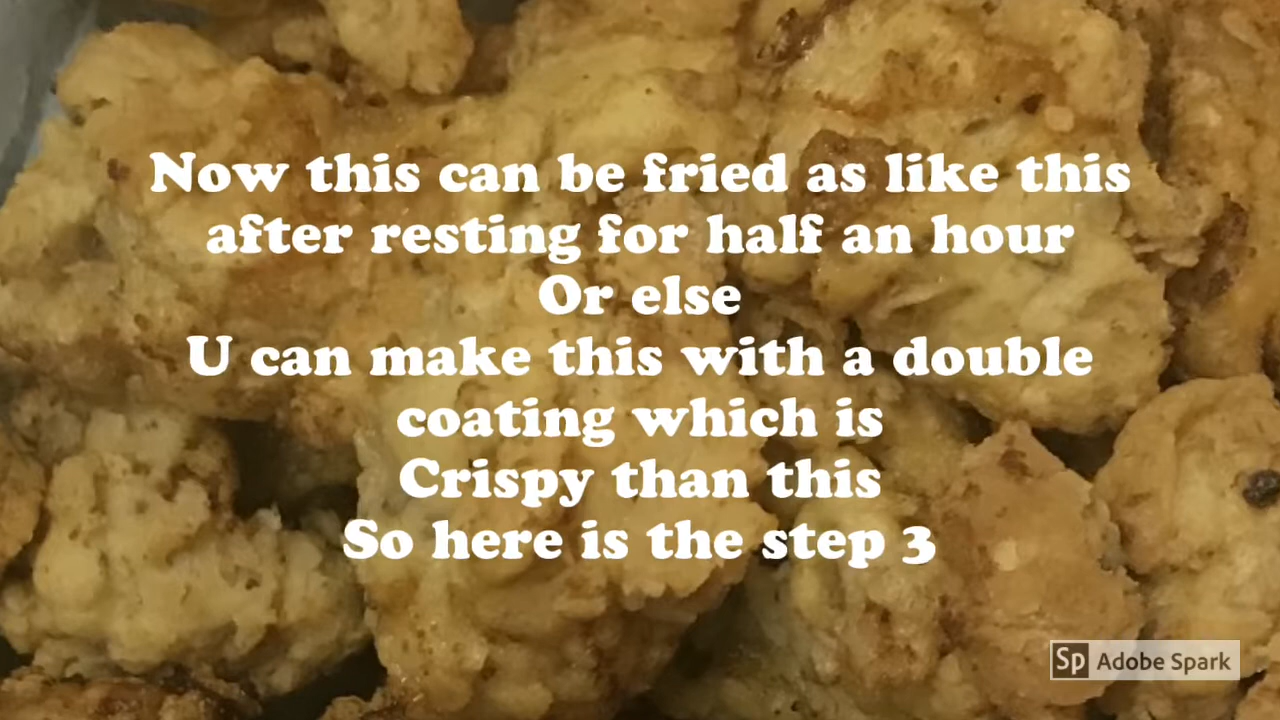 Now this can be fried as like this
after resting for half an hour
Or else
U can make this with a double
coating which is
Crispy than this
So here is the step 3
Sp Adobe Spark